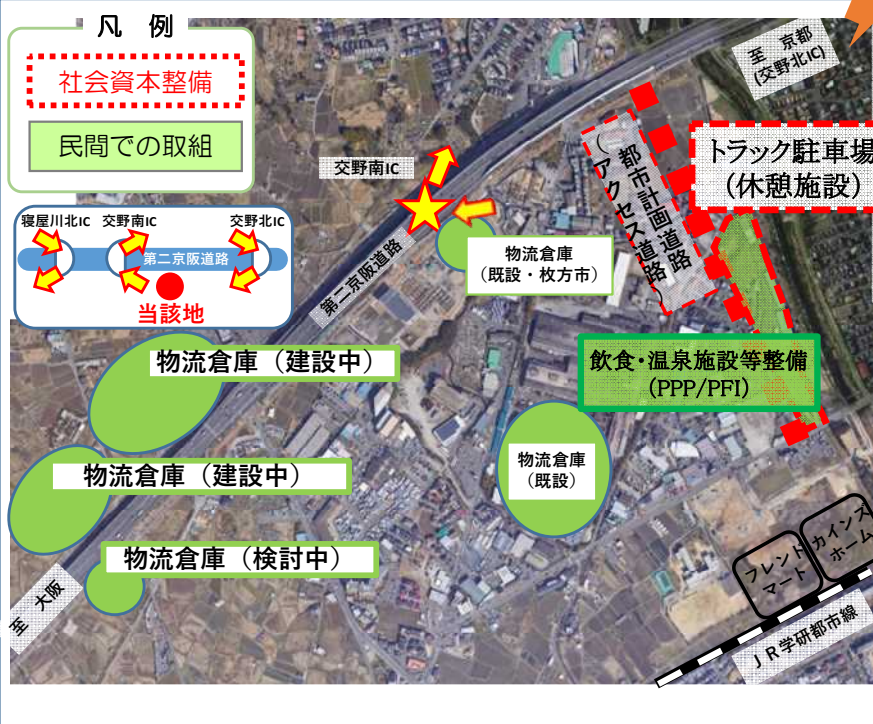 凡 例
社会資本整備
民間での取組
寝屋川北IC
交野南IC
交野北IC
第二京阪道路
当該地
至 京都
(交野北IC)
交野南IC
第二京阪道路
物流倉庫
（既設・枚方市）
都市計画道路
（アクセス道路）
トラック駐車場
(休憩施設)
飲食・温泉施設等整備
(PPP/PFI)
物流倉庫（建設中）
物流倉庫（建設中）
物流倉庫（検討中）
物流倉庫
（既設）
至 大阪
フレンド
マート
カインズ
ホーム
ＪＲ学研都市線